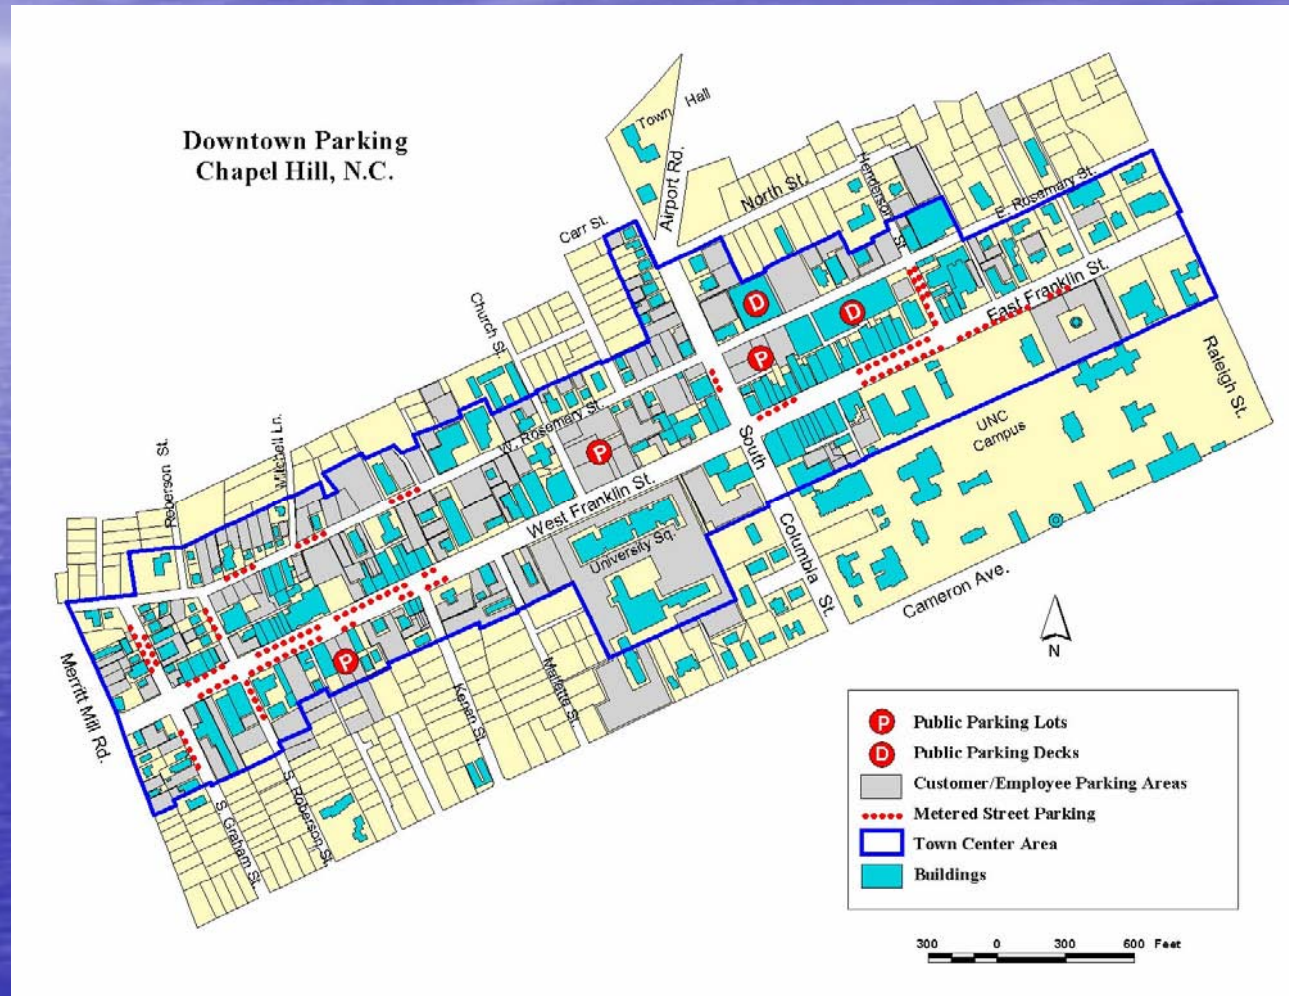 Downtown Parking
Chapel Hill, N.C.
Town Hall
Airport Rd.
North St.
Henderson St.
E. Rosemary St.
Carr St.
Church St.
East Franklin St.
D
D
P
Raleigh St.
Mitchell Ln.
W. Rosemary St.
Roberson St.
P
South
UNC
Campus
West Franklin St.
University Sq.
Columbia St.
Cameron Ave.
N
Merritt Mill Rd.
P
Kenan St.
Mallette St.
S. Roberson St.
S. Graham St.
P Public Parking Lots
D Public Parking Decks
Customer/Employee Parking Areas
Metered Street Parking
Town Center Area
Buildings
300 0 300 600 Feet